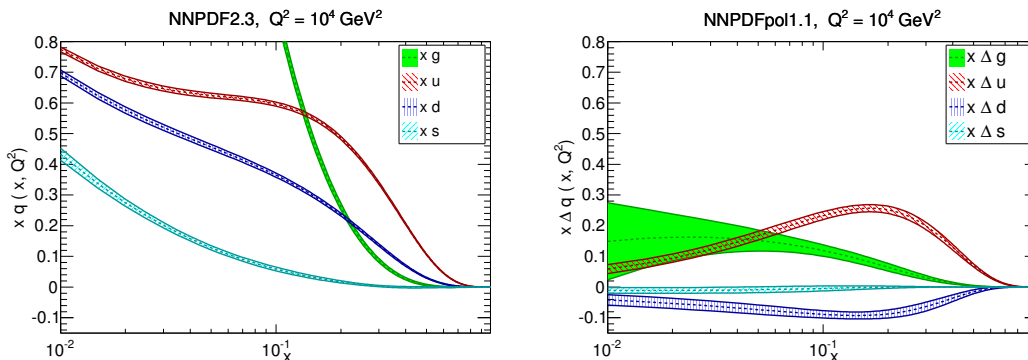 NNPDF2.3, Q² = 10⁴ GeV²
x q ( x, Q²)
0.8
0.7
0.6
0.5
0.4
0.3
0.2
0.1
0
-0.1
x g
x u
x d
x s
10⁻²
10⁻¹
x
NNPDFpol1.1, Q² = 10⁴ GeV²
x Δ q ( x, Q²)
0.8
0.7
0.6
0.5
0.4
0.3
0.2
0.1
0
-0.1
x Δ g
x Δ u
x Δ d
x Δ s
10⁻²
10⁻¹
x